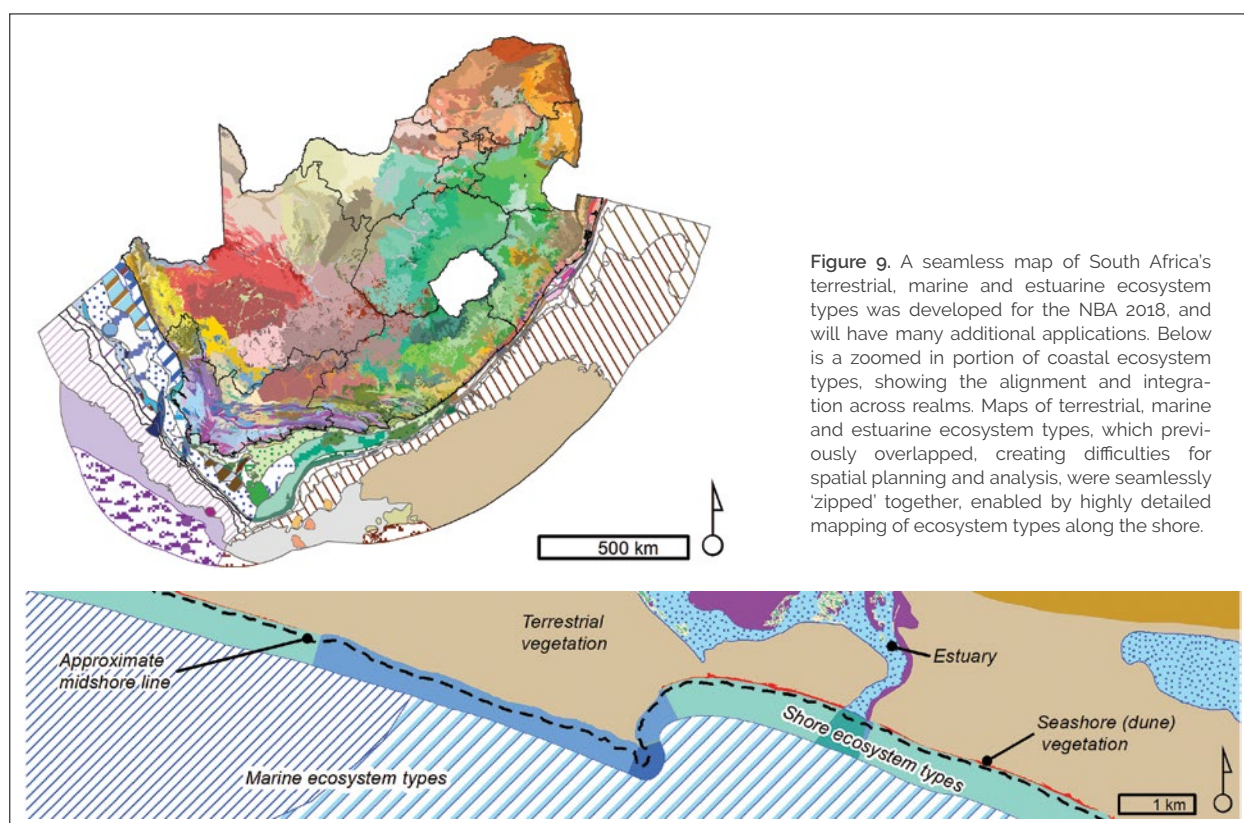 500 km
Figure 9. A seamless map of South Africa's
terrestrial, marine and estuarine ecosystem
types was developed for the NBA 2018, and
will have many additional applications. Below
is a zoomed in portion of coastal ecosystem
types, showing the alignment and integra-
tion across realms. Maps of terrestrial, marine
and estuarine ecosystem types, which previ-
ously overlapped, creating difficulties for
spatial planning and analysis, were seamlessly
'zipped' together, enabled by highly detailed
mapping of ecosystem types along the shore.
Approximate
midshore line
Terrestrial
vegetation
Estuary
Shore ecosystem types
Seashore (dune)
vegetation
Marine ecosystem types
1 km